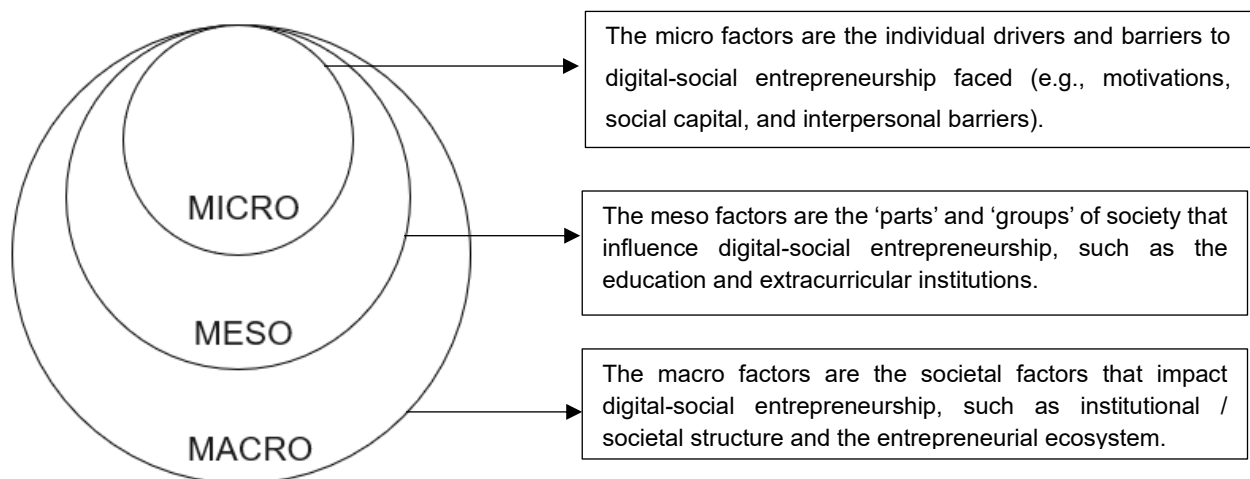 The micro factors are the individual drivers and barriers to
digital-social entrepreneurship faced (e.g., motivations,
social capital, and interpersonal barriers).
MICRO
The meso factors are the ‘parts’ and ‘groups’ of society that
influence digital-social entrepreneurship, such as the
education and extracurricular institutions.
MESO
The macro factors are the societal factors that impact
digital-social entrepreneurship, such as institutional /
societal structure and the entrepreneurial ecosystem.
MACRO